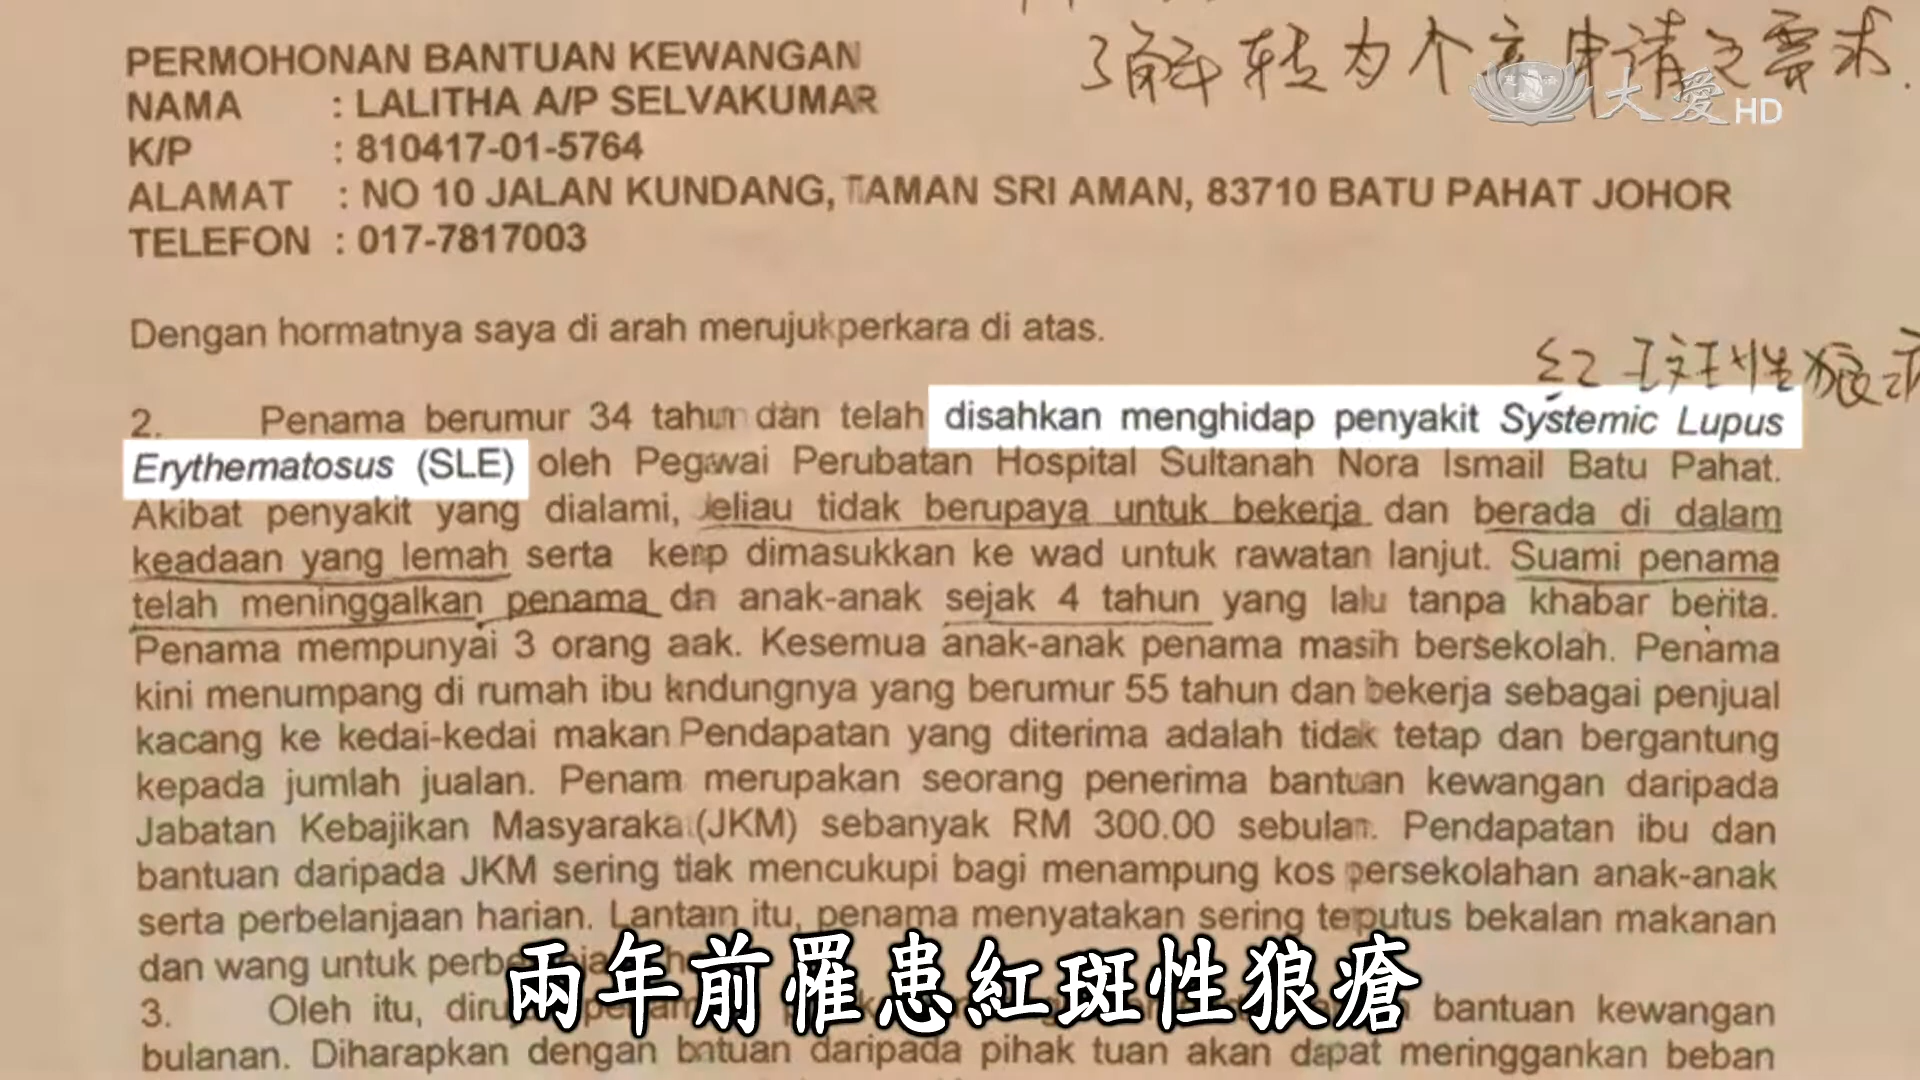 了解转为个案申请之需求.
大愛HD
PERMOHONAN BANTUAN KEWANGAN
NAMA : LALITHA A/P SELVAKUMAR
K/P : 810417-01-5764
ALAMAT : NO 10 JALAN KUNDANG, TAMAN SRI AMAN, 83710 BATU PAHAT JOHOR
TELEFON : 017-7817003
Dengan hormatnya saya di arah merujuk perkara di atas.
红斑性狼
2. Penama berumur 34 tahun dan telah disahkan menghidap penyakit Systemic Lupus
Erythematosus (SLE) oleh Pegawai Perubatan Hospital Sultanah Nora Ismail Batu Pahat.
Akibat penyakit yang dialami, beliau tidak berupaya untuk bekerja dan berada di dalam
keadaan yang lemah serta kerap dimasukkan ke wad untuk rawatan lanjut. Suami penama
telah meninggalkan penama dn anak-anak sejak 4 tahun yang lalu tanpa khabar berita.
Penama mempunyai 3 orang aak. Kesemua anak-anak penama masih bersekolah. Penama
kini menumpang di rumah ibu kndungnya yang berumur 55 tahun dan bekerja sebagai penjual
kacang ke kedai-kedai makan Pendapatan yang diterima adalah tidak tetap dan bergantung
kepada jumlah jualan. Penam merupakan seorang penerima bantuan kewangan daripada
Jabatan Kebajikan Masyaraka (JKM) sebanyak RM 300.00 sebulan. Pendapatan ibu dan
bantuan daripada JKM sering tiak mencukupi bagi menampung kos persekolahan anak-anak
serta perbelanjaan harian. Lantarn itu, penama menyatakan sering terputus bekalan makanan
dan wang untuk
3. Oleh itu, bantuan kewangan
bulanan. Diharapkan dengan bntuan daripada pihak tuan akan dapat meringgankan beban
兩年前罹患紅斑性狼瘡